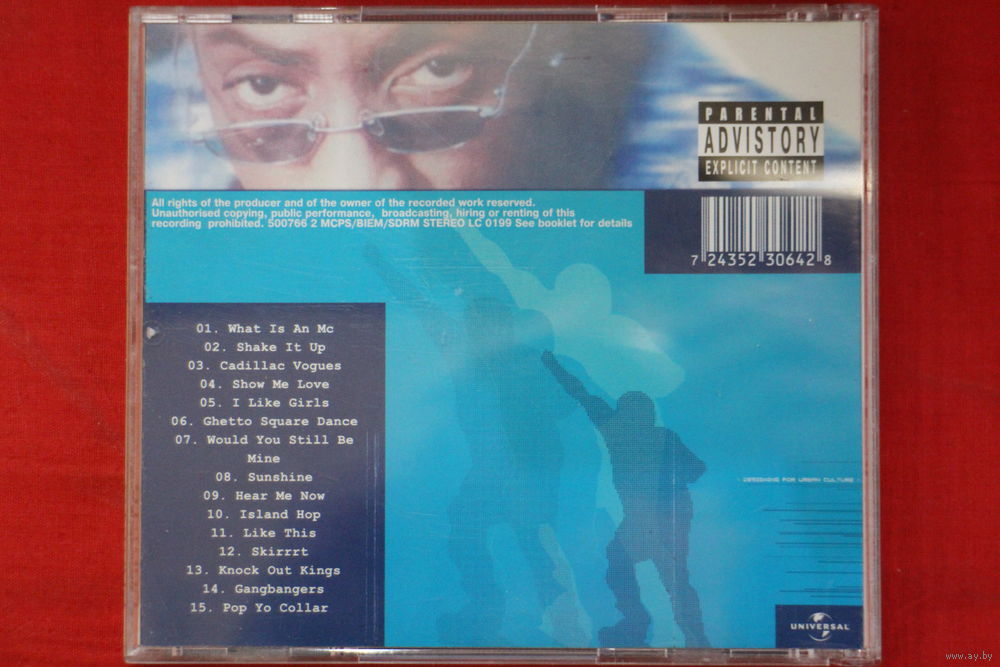 PARENTAL
ADVISTORY
EXPLICIT CONTENT
All rights of the producer and of the owner of the recorded work reserved.
Unauthorised copying, public performance, broadcasting, hiring or renting of this
recording prohibited. 500766 2 MCPS/BIEM/SDRM STEREO LC 0199 See booklet for details
7 24352 30642 8
01. What Is An Mc
02. Shake It Up
03. Cadillac Vogues
04. Show Me Love
05. I Like Girls
06. Ghetto Square Dance
07. Would You Still Be
Mine
08. Sunshine
09. Hear Me Now
10. Island Hop
11. Like This
12. Skirrrt
13. Knock Out Kings
14. Gangbangers
15. Pop Yo Collar
- DESIGNING FOR URBAN CULTURE -
UNIVERSAL
www.ay.by